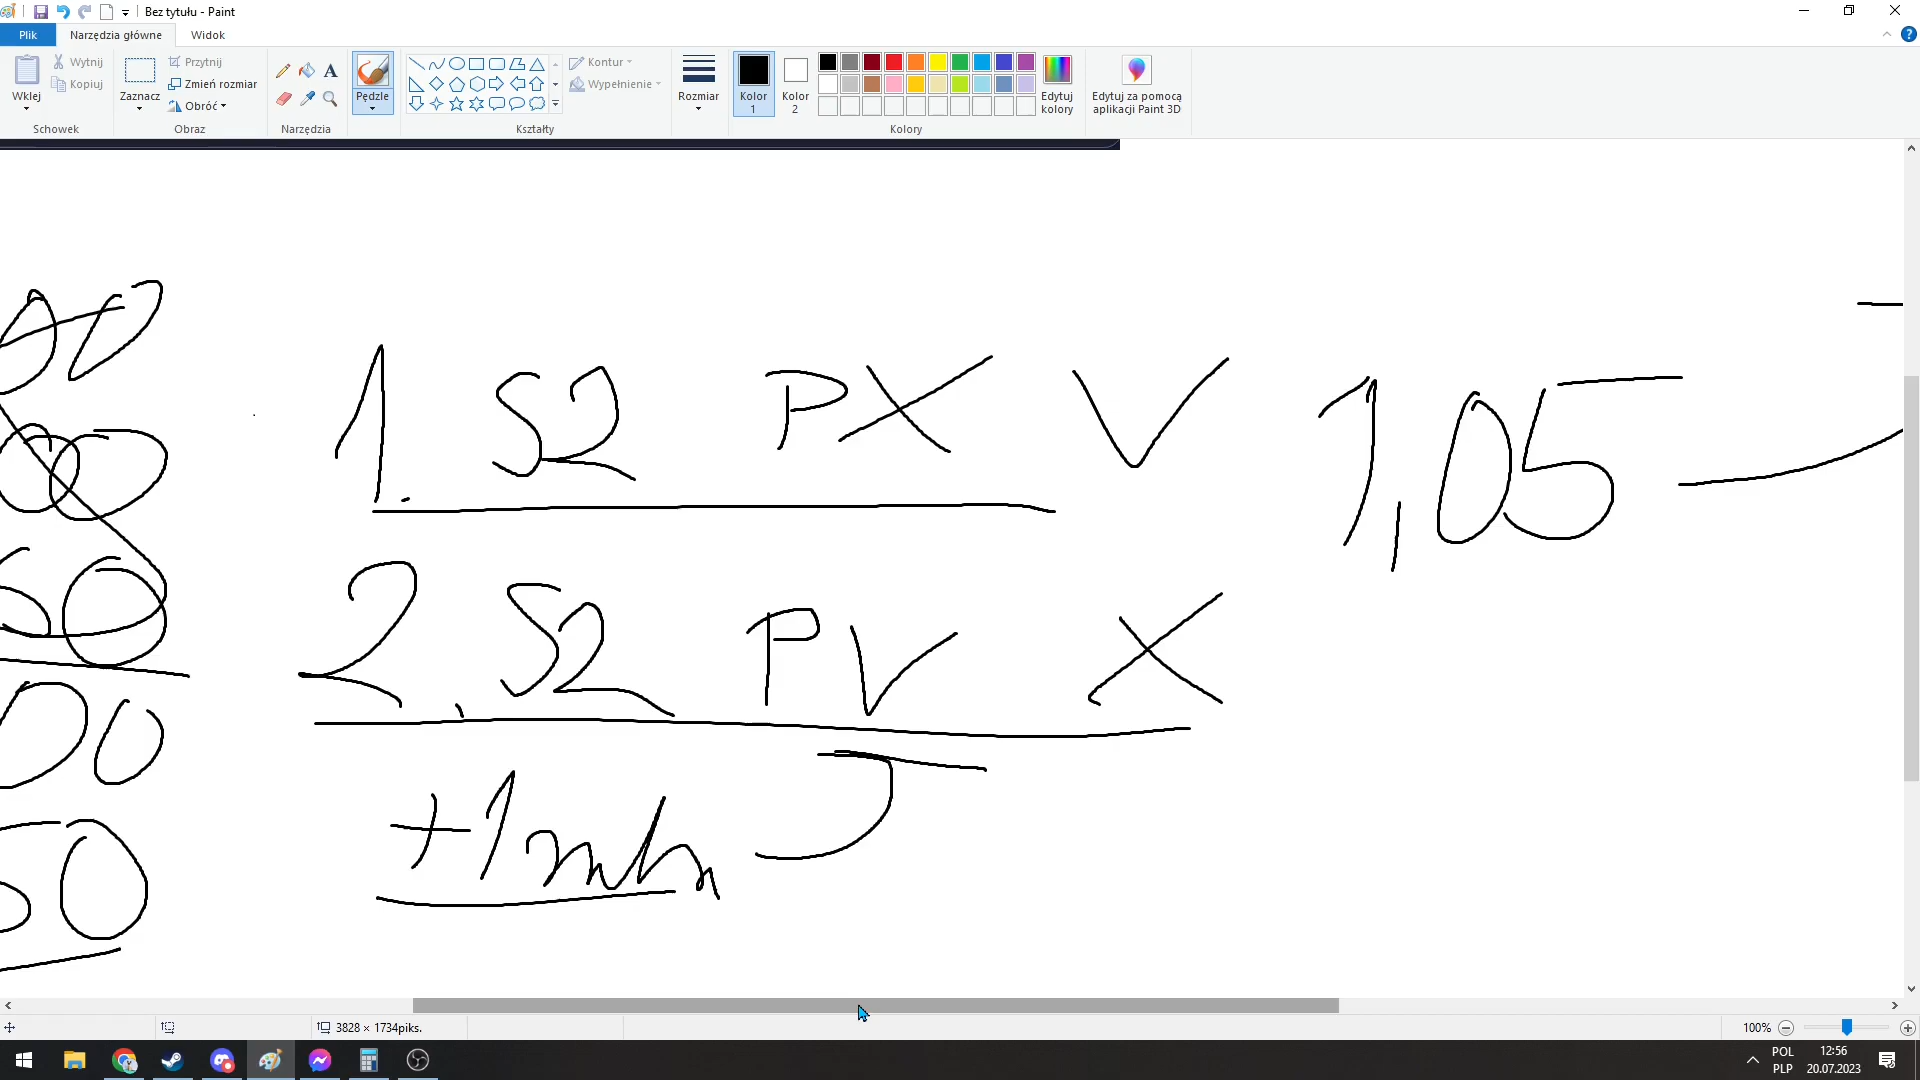 Bez tytułu - Paint
Plik Narzędzia główne Widok
Wklej
Wytnij
Kopiuj
Schowek
Zaznacz
Przytnij
Zmień rozmiar
Obróć
Obraz
Narzędzia
Pędzle
Kontur
Wypełnienie
Kształty
Rozmiar
Kolor 1
Kolor 2
Edytuj kolory
Kolory
Edytuj za pomocą aplikacji Paint 3D
1. S2 PX V 1,05
2. S2 PV X
+1
50
3828 × 1734piks.
100%
POL
PLP
12:56
20.07.2023